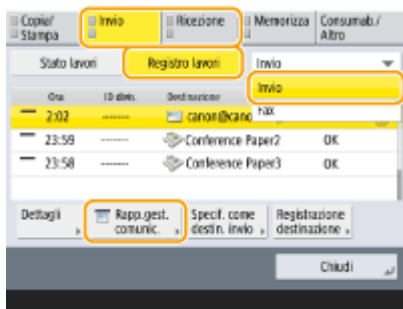 Copia/ Stampa
Invio
Ricezione
Memorizza
Consumab./ Altro
Stato lavori
Registro lavori
Invio
Invio
Fax
Ora
ID divis.
Destinazione
2:02 -------- canon@cano
23:59 -------- Conference Paper2 OK
23:58 -------- Conference Paper3 OK
Dettagli
Rapp.gest. comunic.
Specif. come destin. invio
Registrazione destinazione
Chiudi